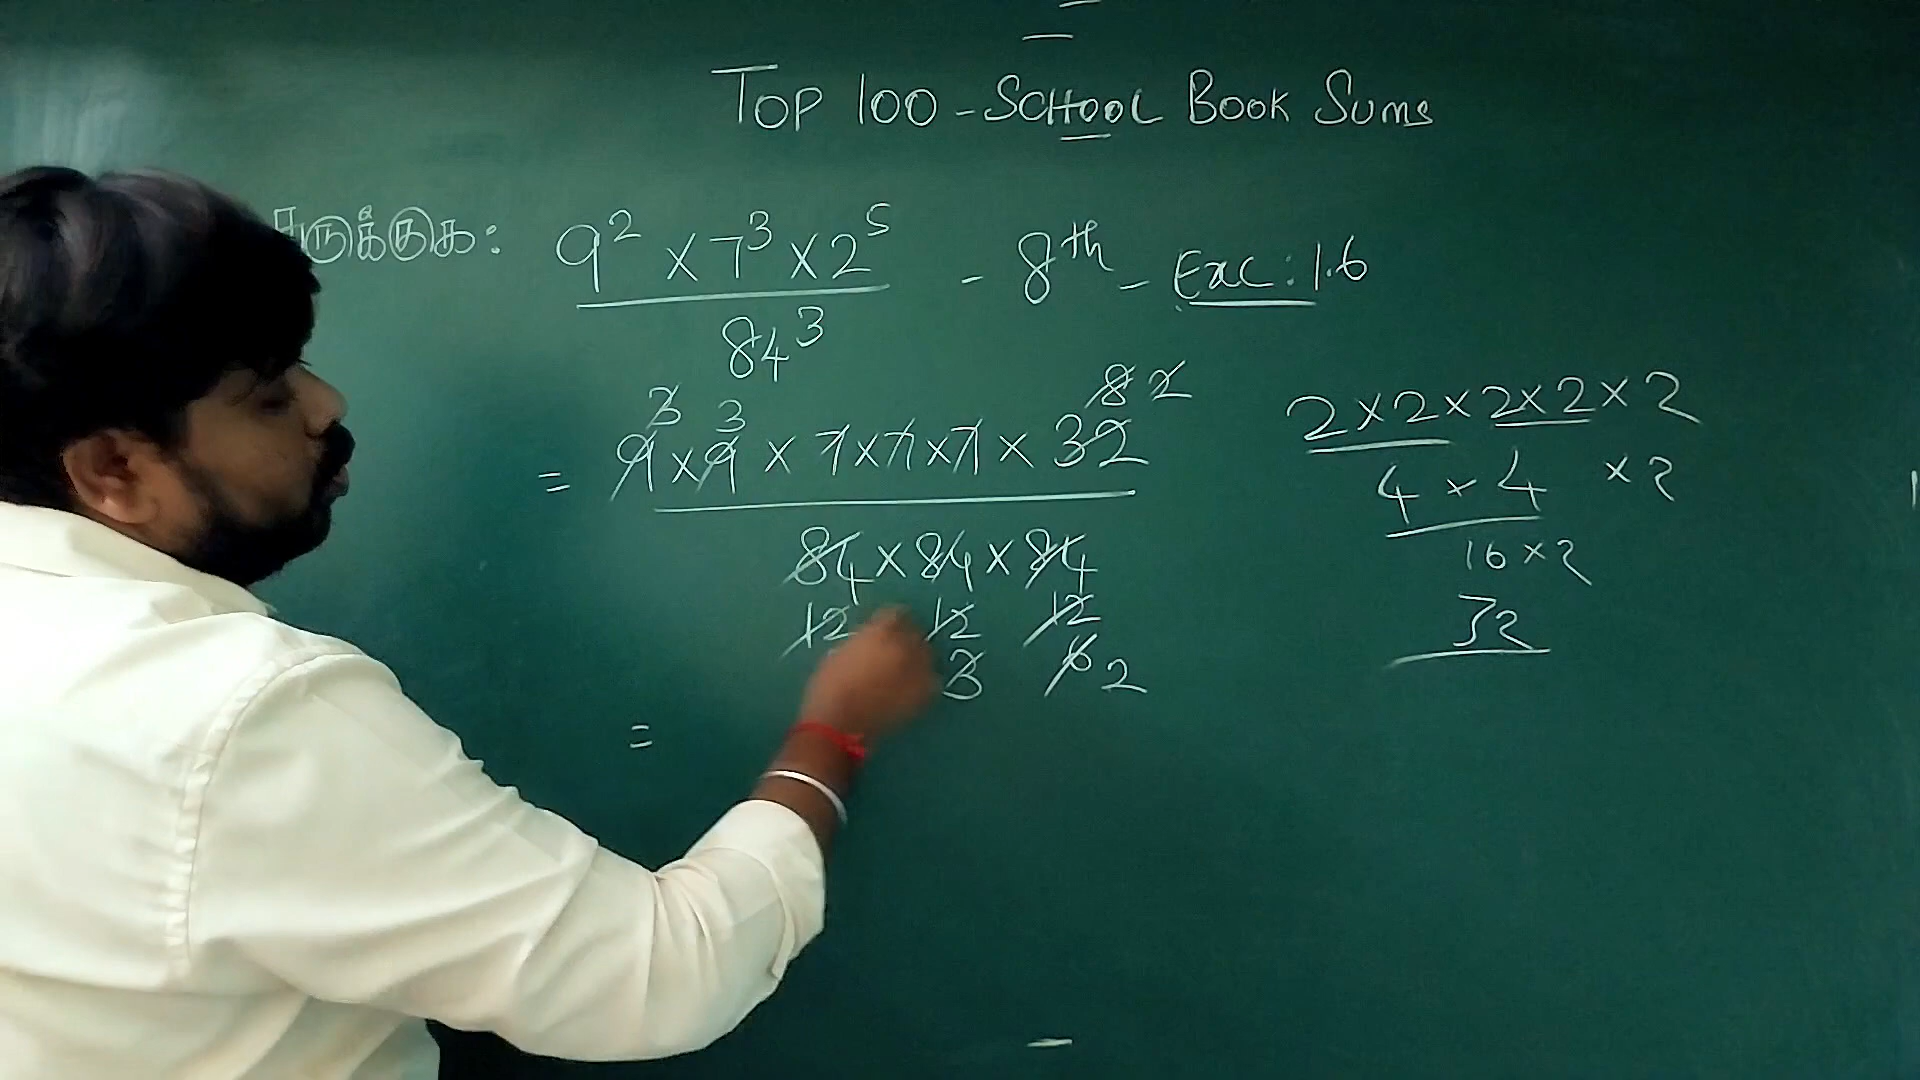 Top 100 - School Book Sums
சுருக்குக: 9² × 7³ × 2⁵ - 8th - Exc: 1.6
84³
3 3 8 2
= 9 × 9 × 7 × 7 × 7 × 32
84 × 84 × 84
12 12 12
3 6 2
=
2 × 2 × 2 × 2 × 2
4 × 4 × 2
16 × 2
32